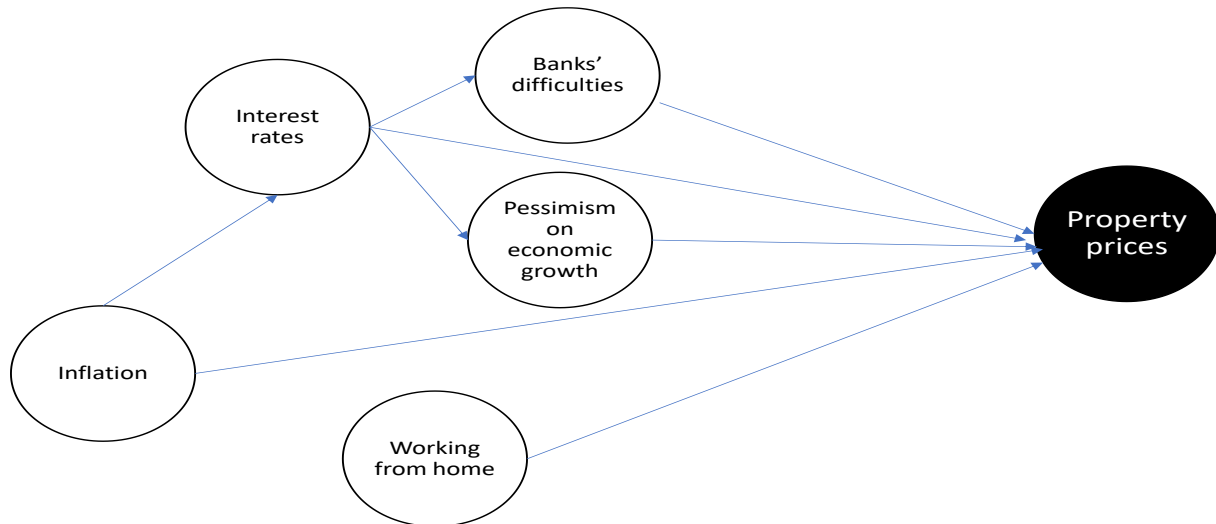 Banks’
difficulties
Interest
rates
Pessimism
on
economic
growth
Property
prices
Inflation
Working
from home